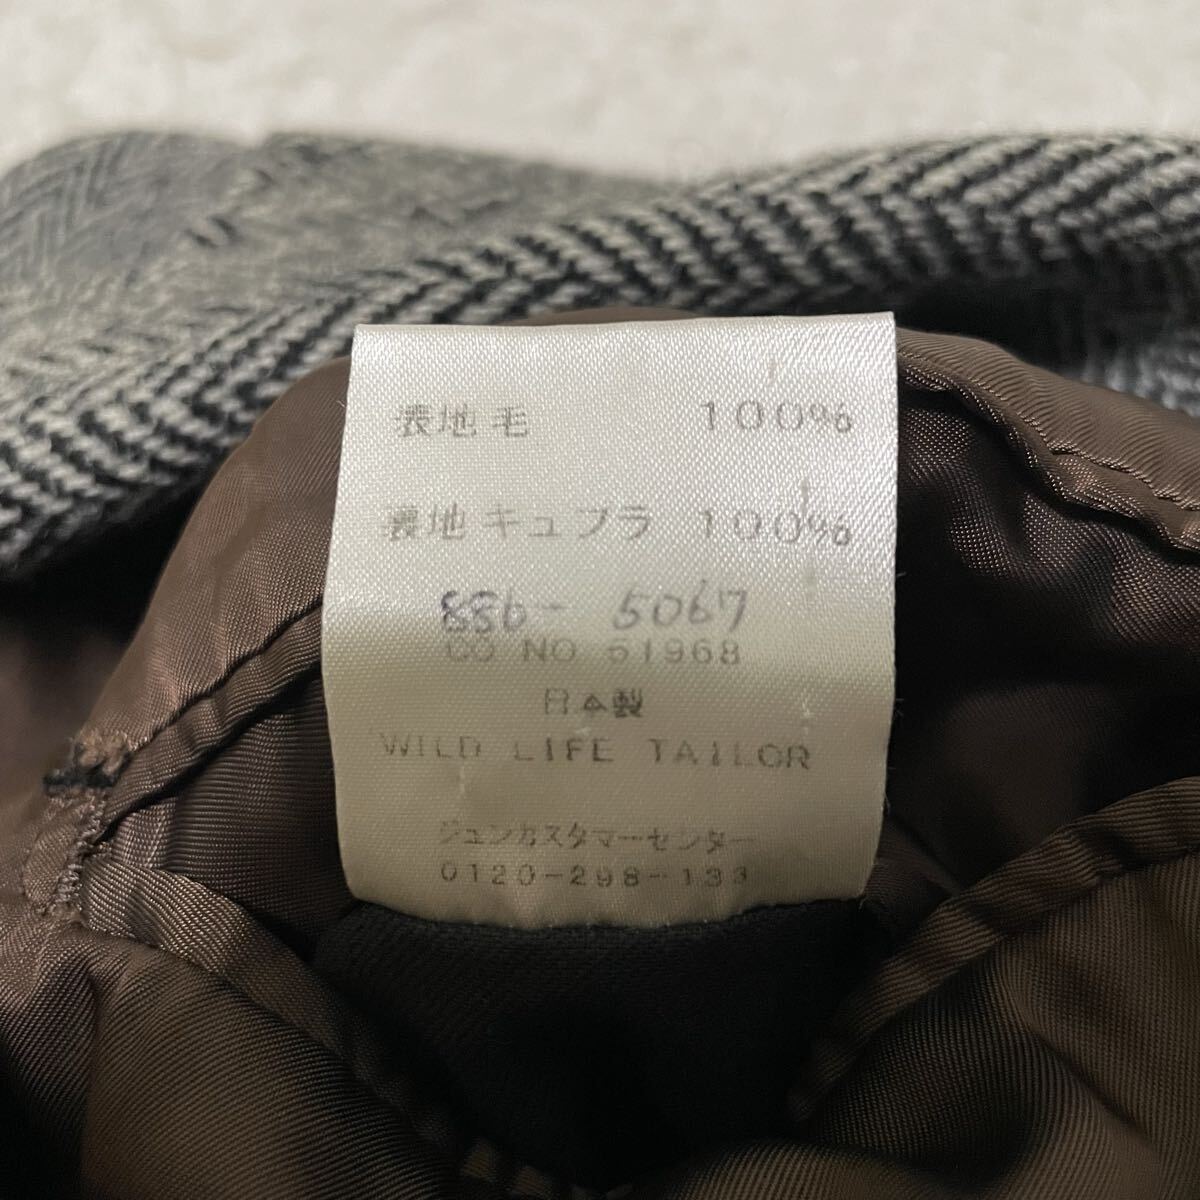 表地 毛 100%
裏地 キュプラ 100%
886-5067
CO NO 51968
日本製
WILD LIFE TAILOR
ジュンカスタマーセンター
0120-298-133